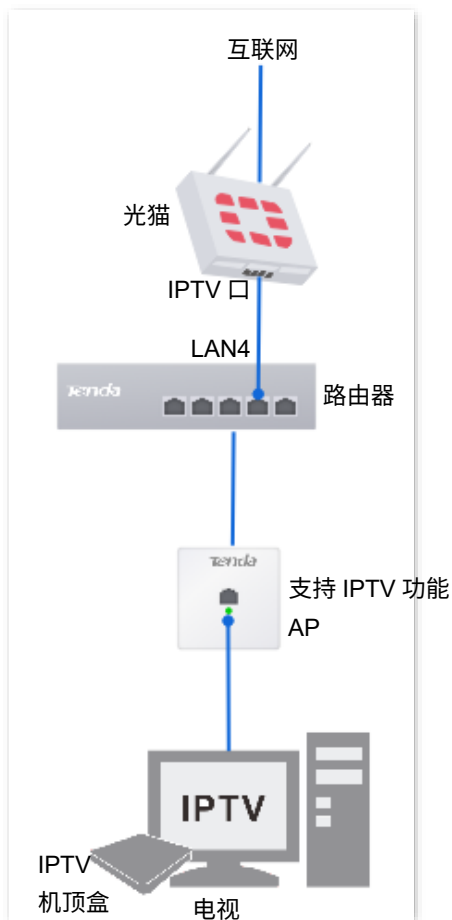 互联网
光猫
IPTV 口
LAN4
Tenda
路由器
Tenda
支持 IPTV 功能
AP
IPTV
IPTV
机顶盒
电视